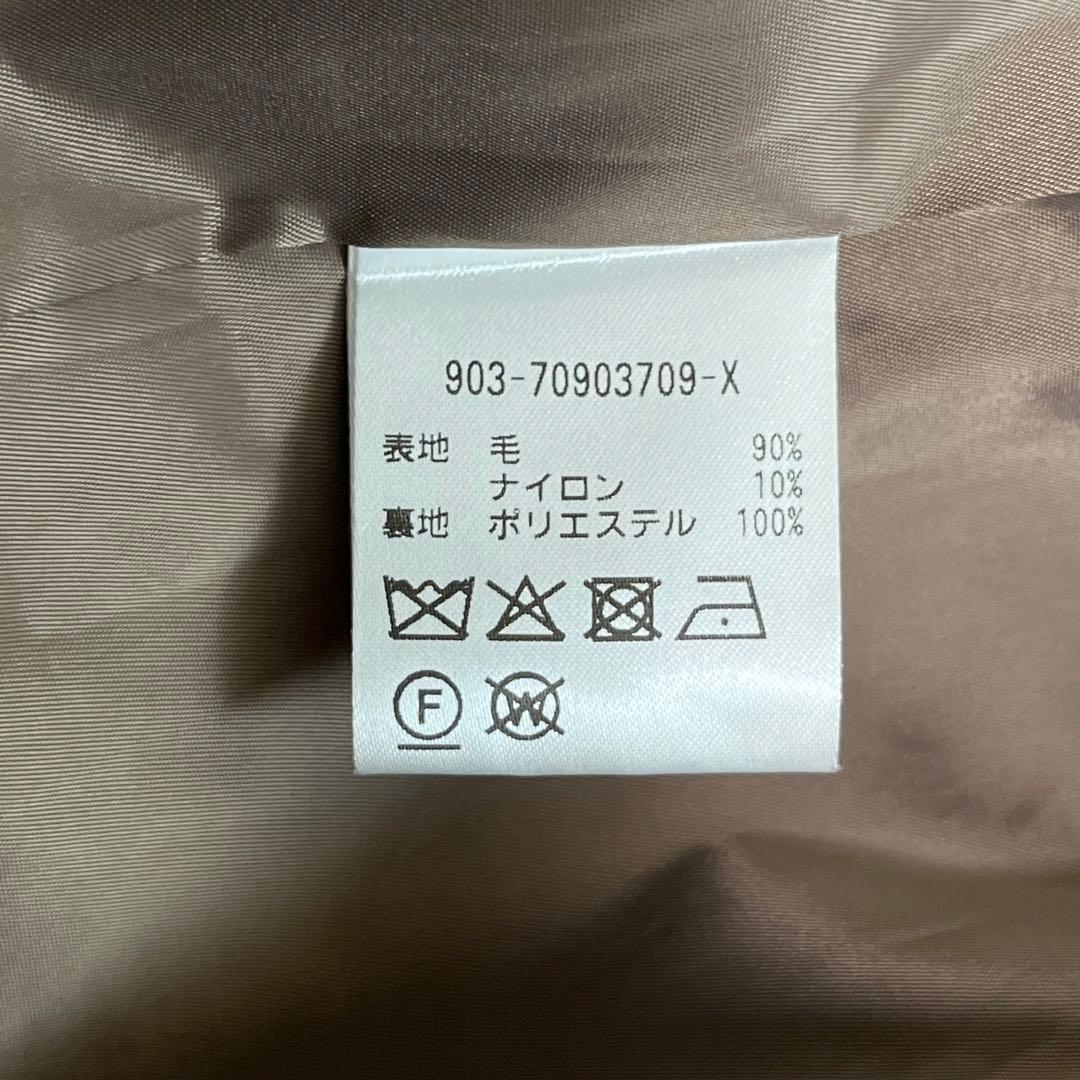 903-70903709-X
表地 毛 90%
ナイロン 10%
裏地 ポリエステル 100%
F W